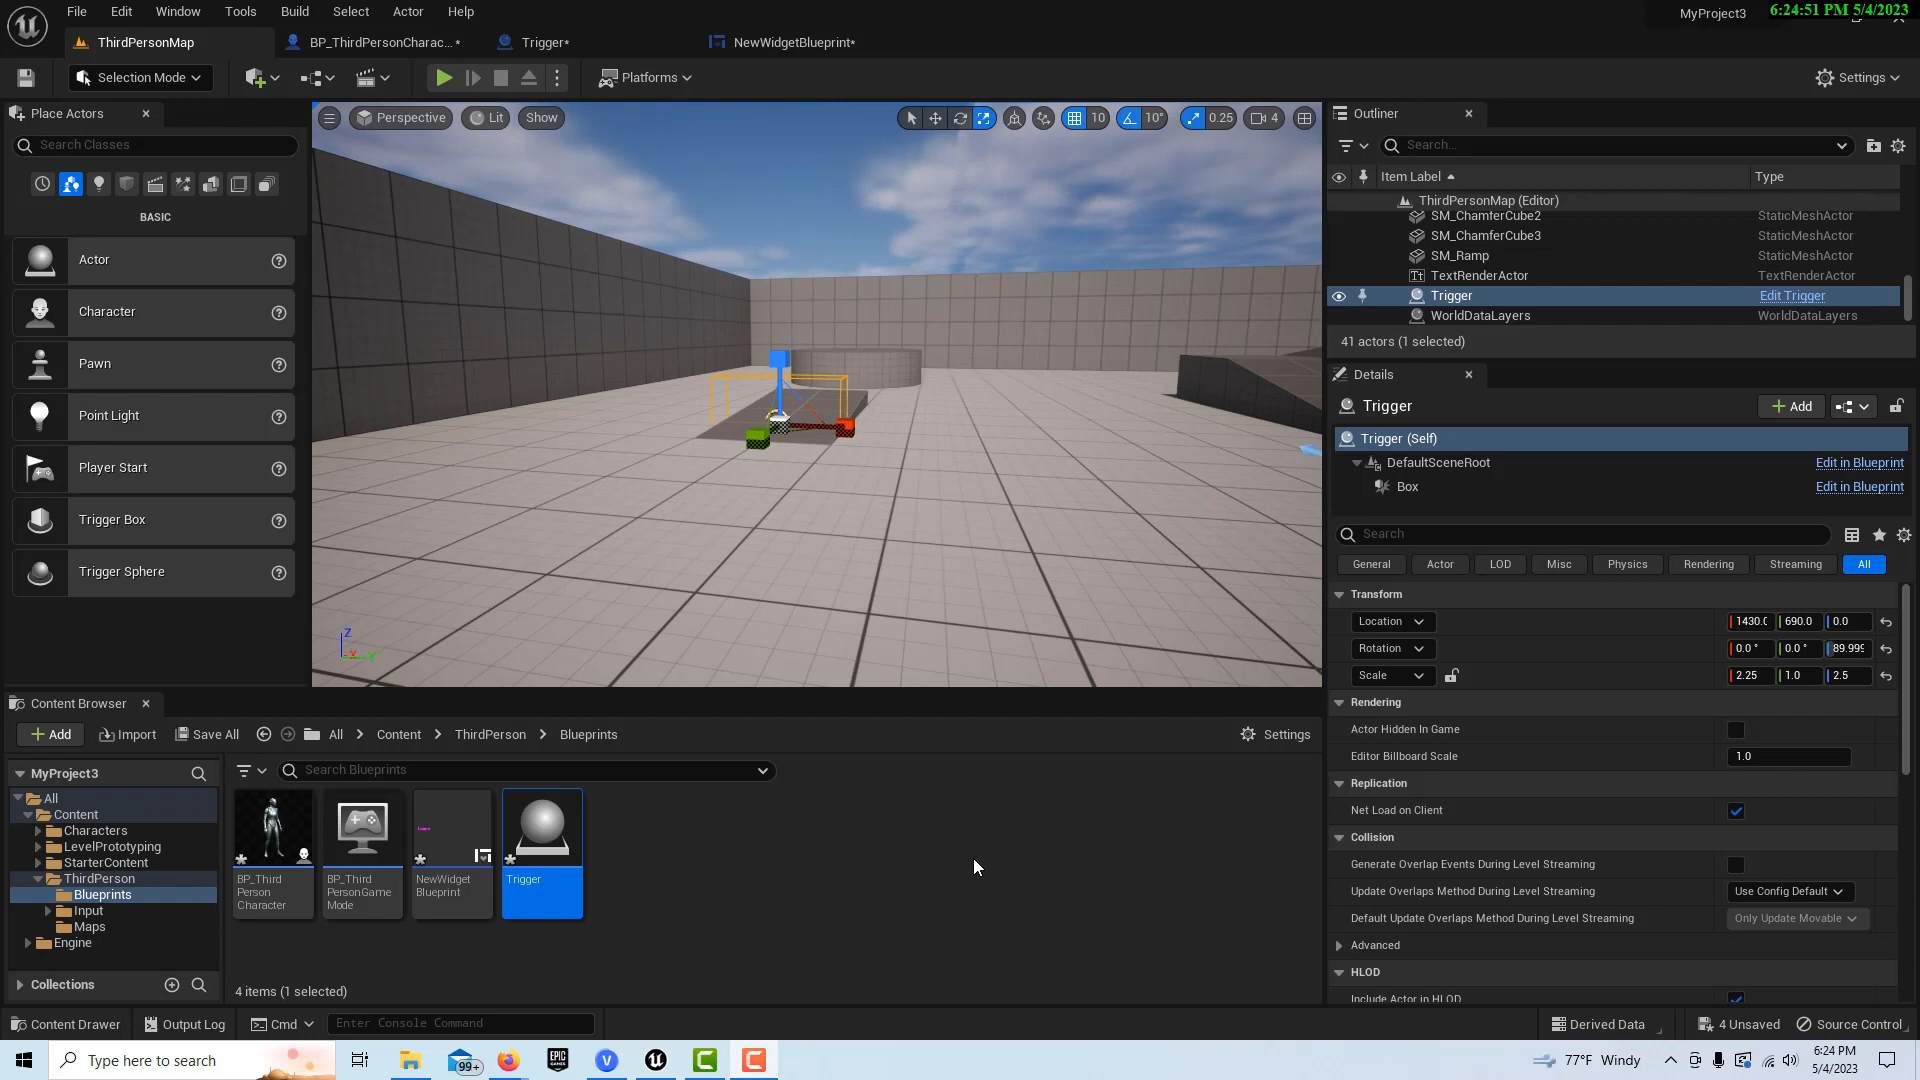 File Edit Window Tools Build Select Actor Help
MyProject3
6:24:51 PM 5/4/2023
ThirdPersonMap
BP_ThirdPersonCharac... *
Trigger*
NewWidgetBlueprint*
Selection Mode
Platforms
Settings
Place Actors
Search Classes
BASIC
Actor
Character
Pawn
Point Light
Player Start
Trigger Box
Trigger Sphere
Perspective
Lit
Show
10
10°
0.25
4
Z
X
Y
Outliner
Search...
Item Label
Type
ThirdPersonMap (Editor)
SM_ChamferCube2 StaticMeshActor
SM_ChamferCube3 StaticMeshActor
SM_Ramp StaticMeshActor
TextRenderActor TextRenderActor
Trigger Edit Trigger
WorldDataLayers WorldDataLayers
41 actors (1 selected)
Details
Trigger
Add
Trigger (Self)
DefaultSceneRoot Edit in Blueprint
Box Edit in Blueprint
Search
General Actor LOD Misc Physics Rendering Streaming All
Transform
Location 1430.0 690.0 0.0
Rotation 0.0 ° 0.0 ° 89.999
Scale 2.25 1.0 2.5
Rendering
Actor Hidden In Game
Editor Billboard Scale 1.0
Replication
Net Load on Client
Collision
Generate Overlap Events During Level Streaming
Update Overlaps Method During Level Streaming Use Config Default
Default Update Overlaps Method During Level Streaming Only Update Movable
Advanced
HLOD
Include Actor in HLOD
Content Browser
Add Import Save All All Content ThirdPerson Blueprints Settings
MyProject3
Search Blueprints
All
Content
Characters
LevelPrototyping
StarterContent
ThirdPerson
Blueprints
Input
Maps
Engine
Collections
BP_Third
Person
Character
BP_Third
PersonGame
Mode
NewWidget
Blueprint
Trigger
4 items (1 selected)
Content Drawer Output Log Cmd Enter Console Command Derived Data 4 Unsaved Source Control
Type here to search
99+
EPIC
GAMES
77°F Windy
6:24 PM
5/4/2023